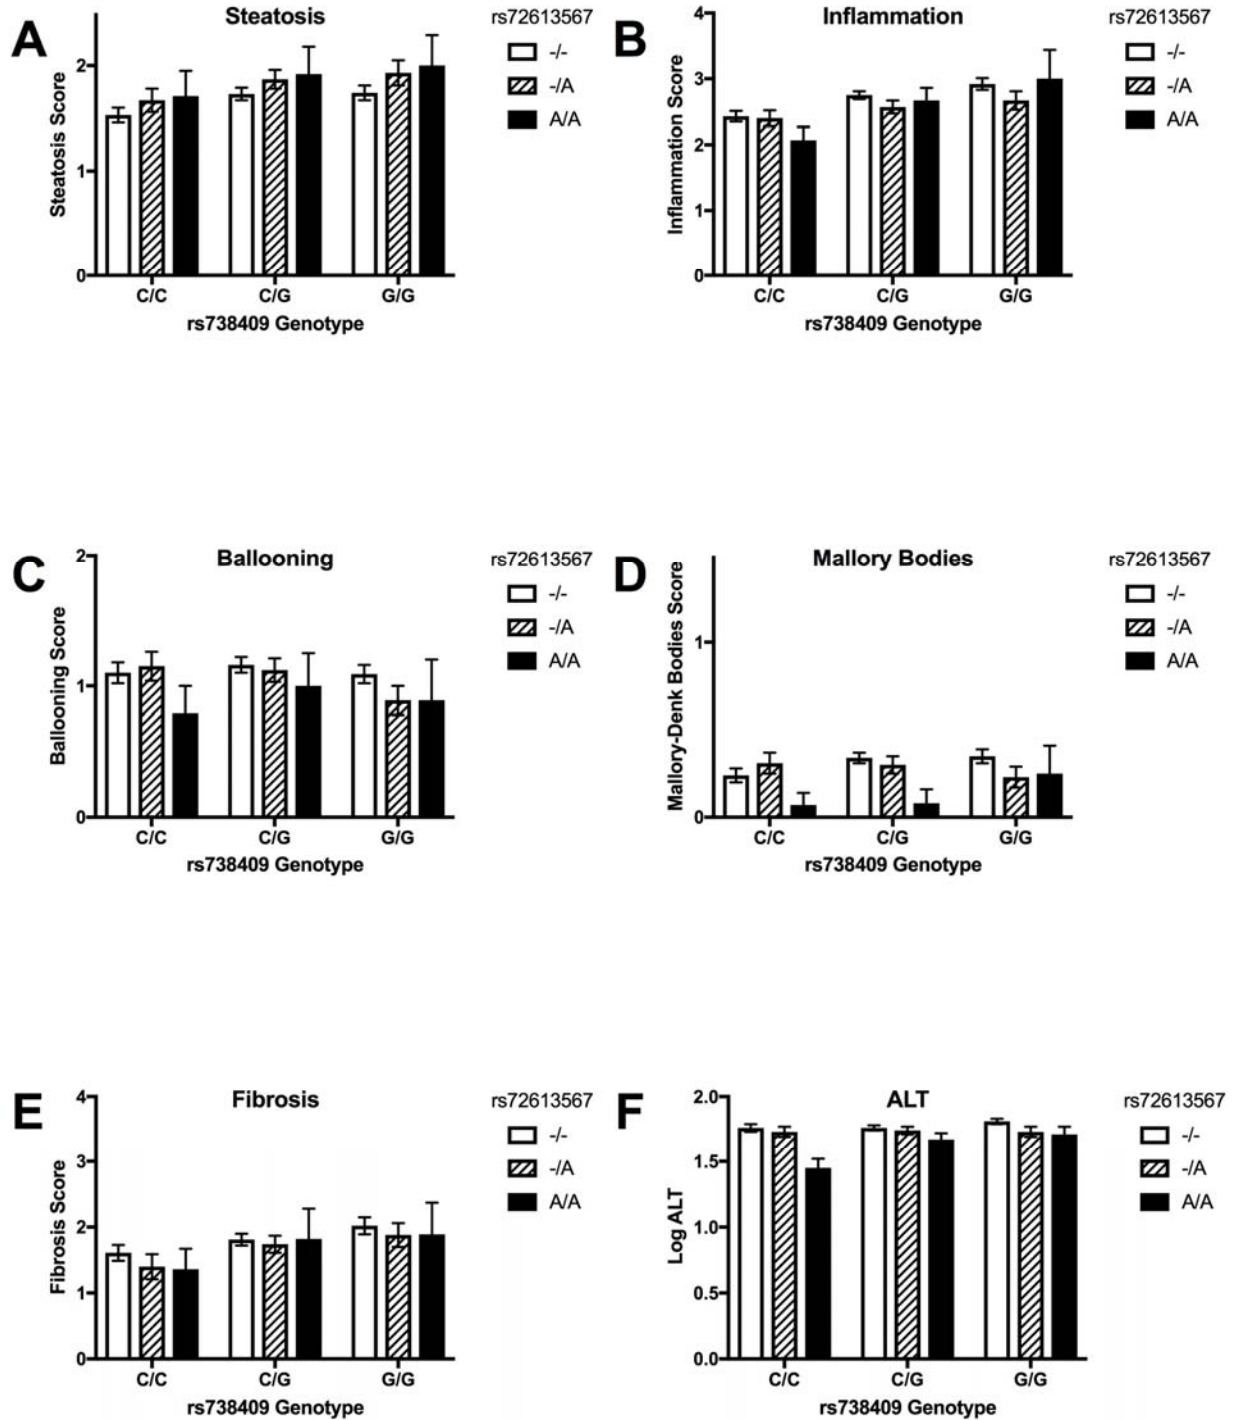 A
Steatosis
rs72613567
-/-
-/A
A/A
Steatosis Score
2
1
0
C/C
C/G
G/G
rs738409 Genotype
B
Inflammation
rs72613567
-/-
-/A
A/A
Inflammation Score
4
3
2
1
0
C/C
C/G
G/G
rs738409 Genotype
C
Ballooning
rs72613567
-/-
-/A
A/A
Ballooning Score
2
1
0
C/C
C/G
G/G
rs738409 Genotype
D
Mallory Bodies
rs72613567
-/-
-/A
A/A
Mallory-Denk Bodies Score
1
0
C/C
C/G
G/G
rs738409 Genotype
E
Fibrosis
rs72613567
-/-
-/A
A/A
Fibrosis Score
4
3
2
1
0
C/C
C/G
G/G
rs738409 Genotype
F
ALT
rs72613567
-/-
-/A
A/A
Log ALT
2.0
1.5
1.0
0.5
0.0
C/C
C/G
G/G
rs738409 Genotype